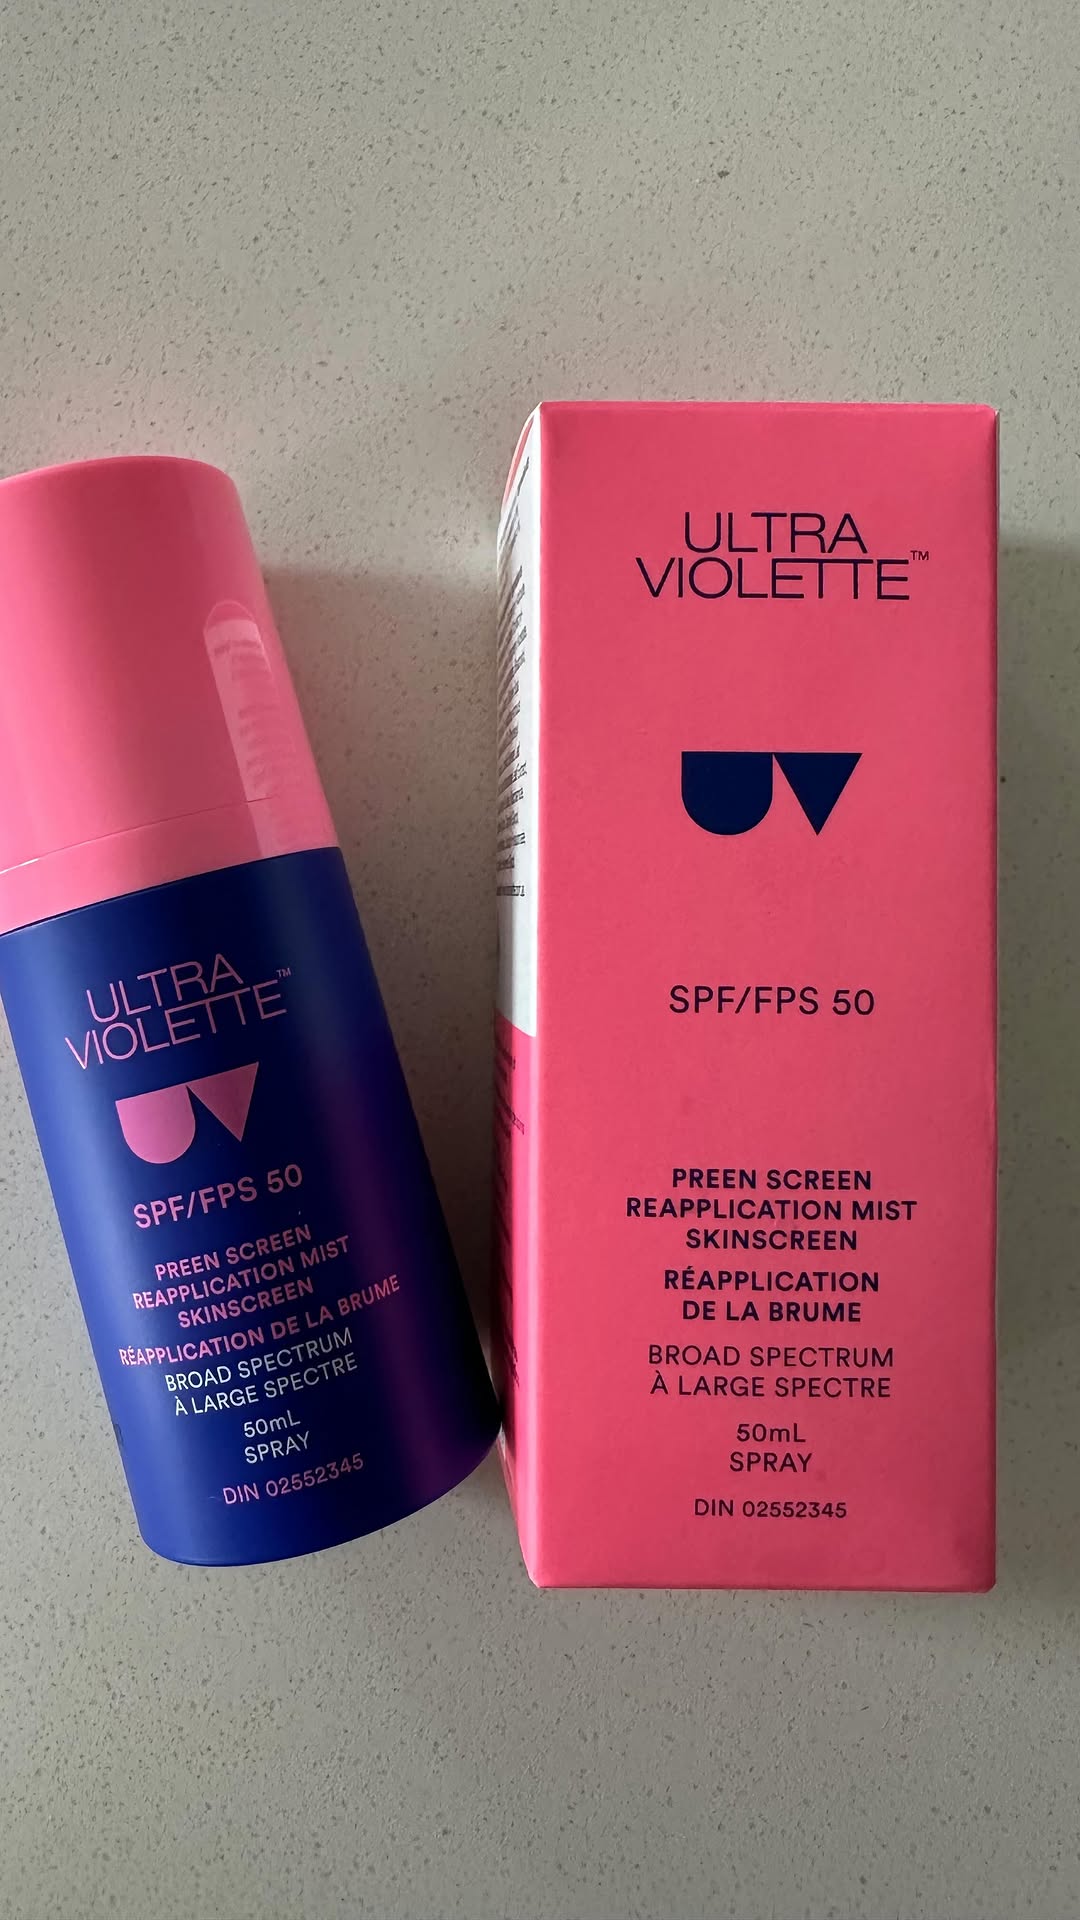 ULTRA
VIOLETTE™
UV
SPF/FPS 50
PREEN SCREEN
REAPPLICATION MIST
SKINSCREEN
RÉAPPLICATION DE LA BRUME
BROAD SPECTRUM
À LARGE SPECTRE
50mL
SPRAY
DIN 02552345
ULTRA
VIOLETTE™
UV
SPF/FPS 50
PREEN SCREEN
REAPPLICATION MIST
SKINSCREEN
RÉAPPLICATION
DE LA BRUME
BROAD SPECTRUM
À LARGE SPECTRE
50mL
SPRAY
DIN 02552345